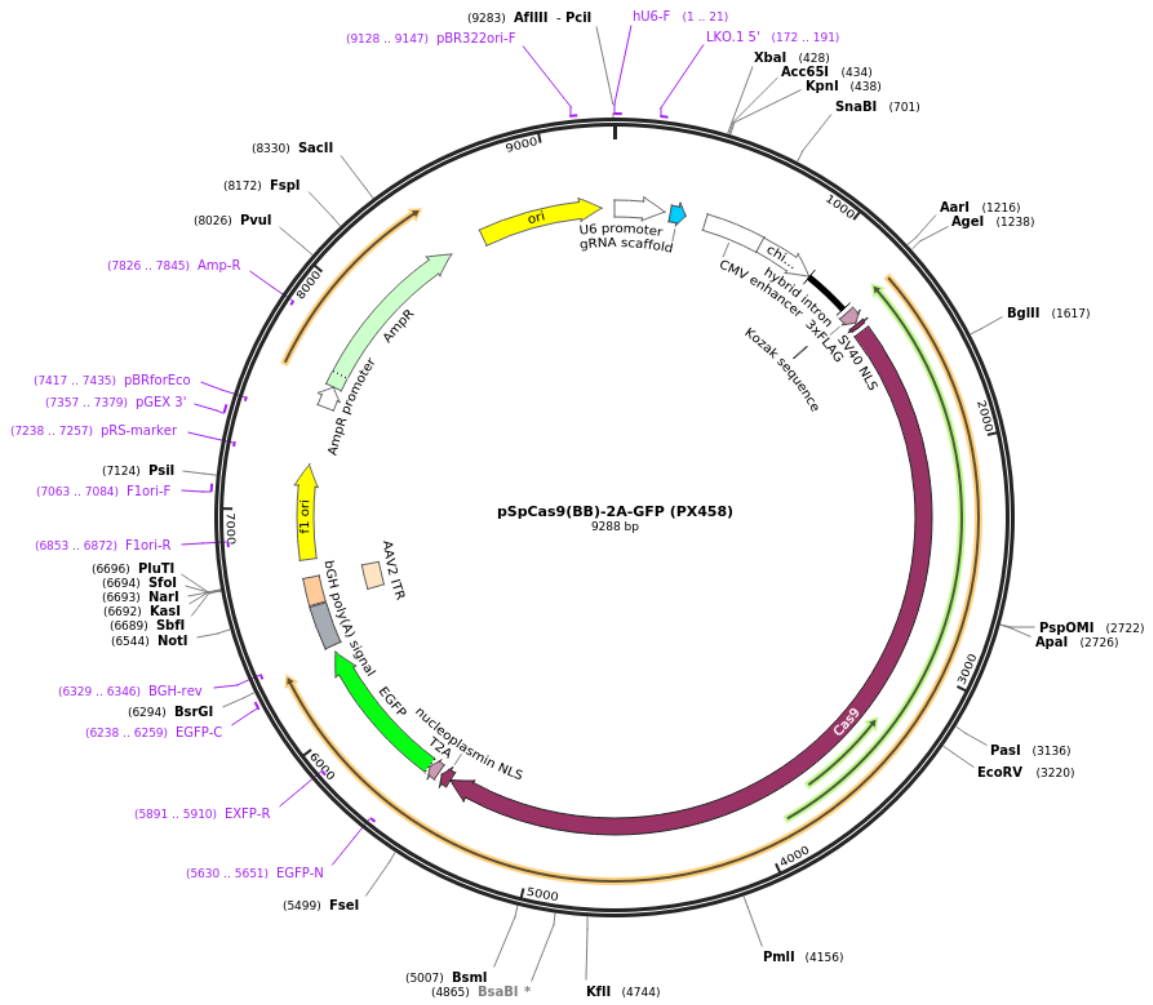 (9283) AflIII - PciI
hU6-F (1 .. 21)
(9128 .. 9147) pBR322ori-F
LKO.1 5' (172 .. 191)
XbaI (428)
Acc65I (434)
KpnI (438)
SnaBI (701)
(8330) SacII
(8172) FspI
(8026) PvuI
(7826 .. 7845) Amp-R
AarI (1216)
AgeI (1238)
BglII (1617)
9000
1000
8000
2000
7000
3000
6000
5000
4000
ori
U6 promoter
gRNA scaffold
chi...
CMV enhancer
hybrid intron
3xFLAG
SV40 NLS
Kozak sequence
AmpR
AmpR promoter
(7417 .. 7435) pBRforEco
(7357 .. 7379) pGEX 3'
(7238 .. 7257) pRS-marker
(7124) PsiI
(7063 .. 7084) F1ori-F
f1 ori
pSpCas9(BB)-2A-GFP (PX458)
9288 bp
(6853 .. 6872) F1ori-R
AAV2 ITR
bGH poly(A) signal
(6696) PluTI
(6694) SfoI
(6693) NarI
(6692) KasI
(6689) SbfI
(6544) NotI
PspOMI (2722)
ApaI (2726)
(6329 .. 6346) BGH-rev
(6294) BsrGI
(6238 .. 6259) EGFP-C
EGFP
nucleoplasmin NLS
T2A
Cas9
PasI (3136)
EcoRV (3220)
(5891 .. 5910) EXFP-R
(5630 .. 5651) EGFP-N
(5499) FseI
PmlI (4156)
(5007) BsmI
(4865) BsaBI *
KflI (4744)